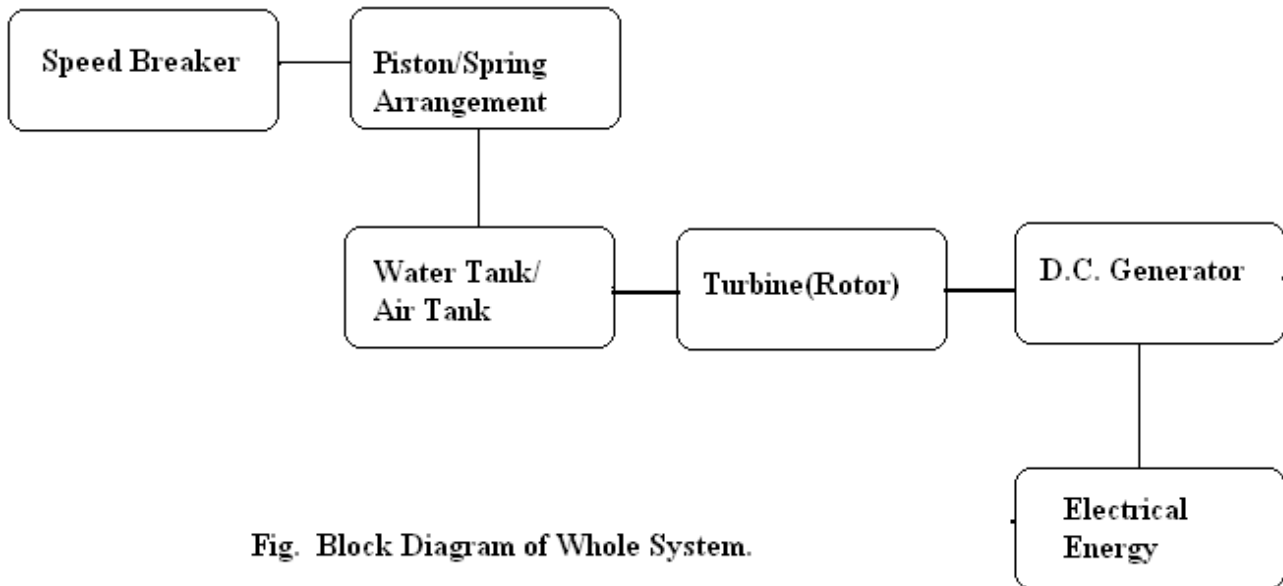 Speed Breaker
Piston/Spring
Arrangement
Water Tank/
Air Tank
Turbine(Rotor)
D.C. Generator
Electrical
Energy
Fig. Block Diagram of Whole System.